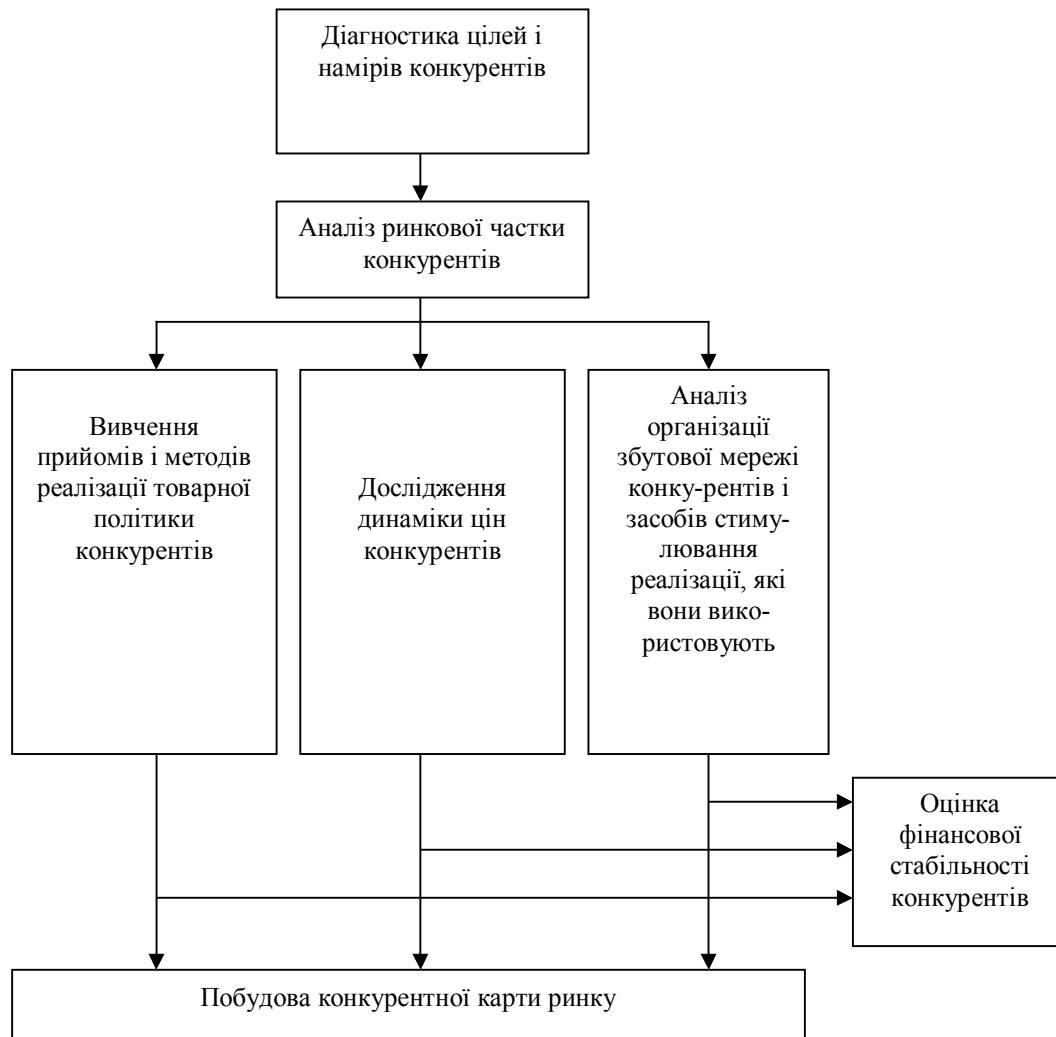 Діагностика цілей і
намірів конкурентів
Аналіз ринкової частки
конкурентів
Вивчення
прийомів і методів
реалізації товарної
політики
конкурентів
Дослідження
динаміки цін
конкурентів
Аналіз
організації
збутової мережі
конку-рентів і
засобів стиму-
лювання
реалізації, які
вони вико-
ристовують
Оцінка
фінансової
стабільності
конкурентів
Побудова конкурентної карти ринку